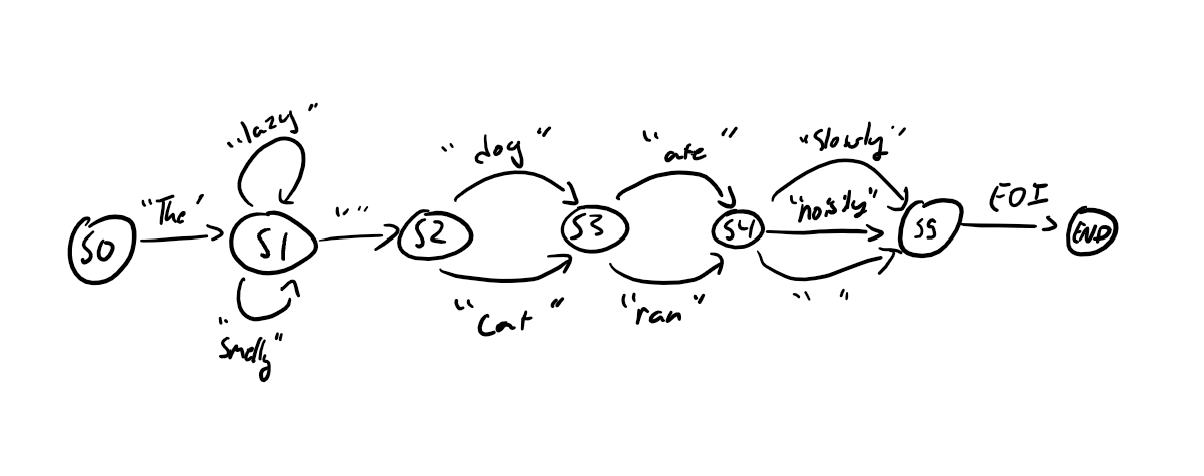 "lazy"
"dog"
"ate"
"slowly"
"The'
"noisily"
EOI
S0
S1
""
S2
S3
S4
S5
END
"smelly"
"Cat"
"ran"
" "